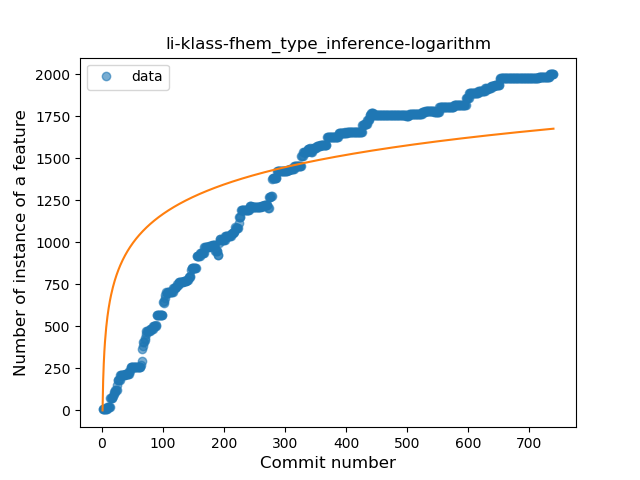 li-klass-fhem_type_inference-logarithm
data
Number of instance of a feature
2000
1750
1500
1250
1000
750
500
250
0
0 100 200 300 400 500 600 700
Commit number